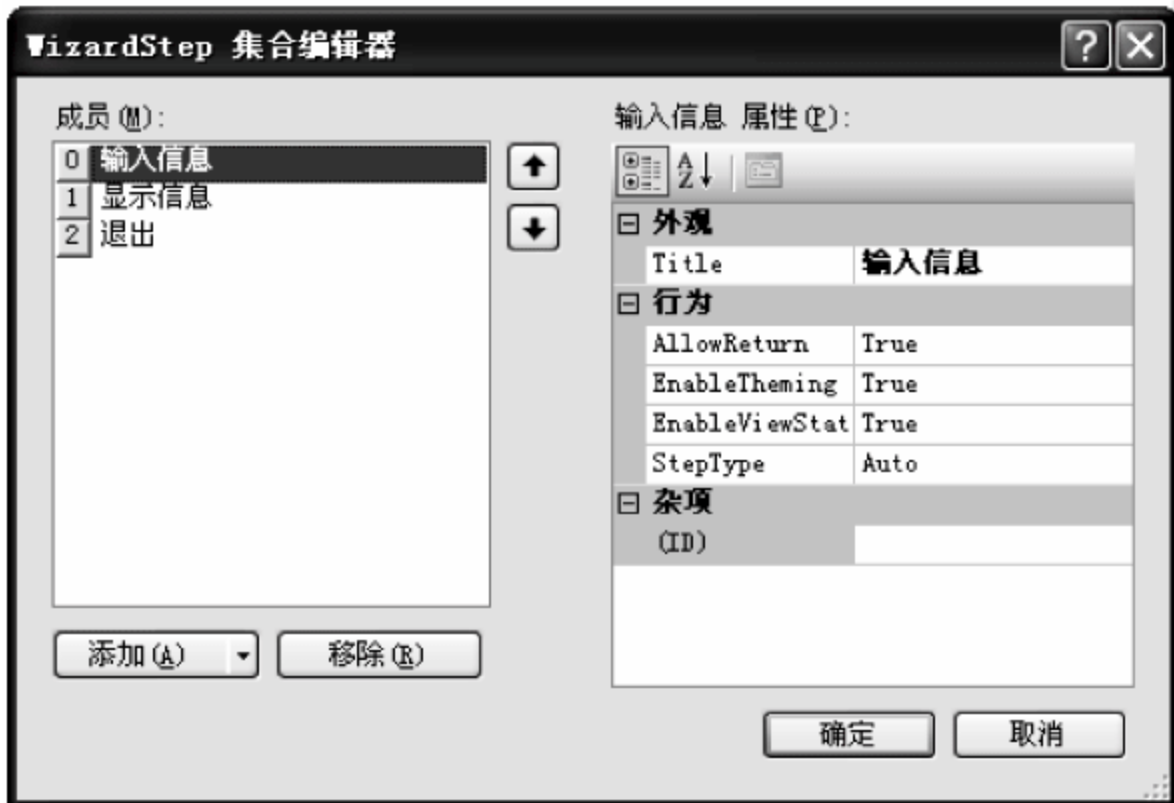 WizardStep 集合编辑器
成员(M):
0 输入信息
1 显示信息
2 退出
添加(A)
移除(R)
输入信息 属性(P):
外观
Title 输入信息
行为
AllowReturn True
EnableTheming True
EnableViewStat True
StepType Auto
杂项
(ID)
确定
取消